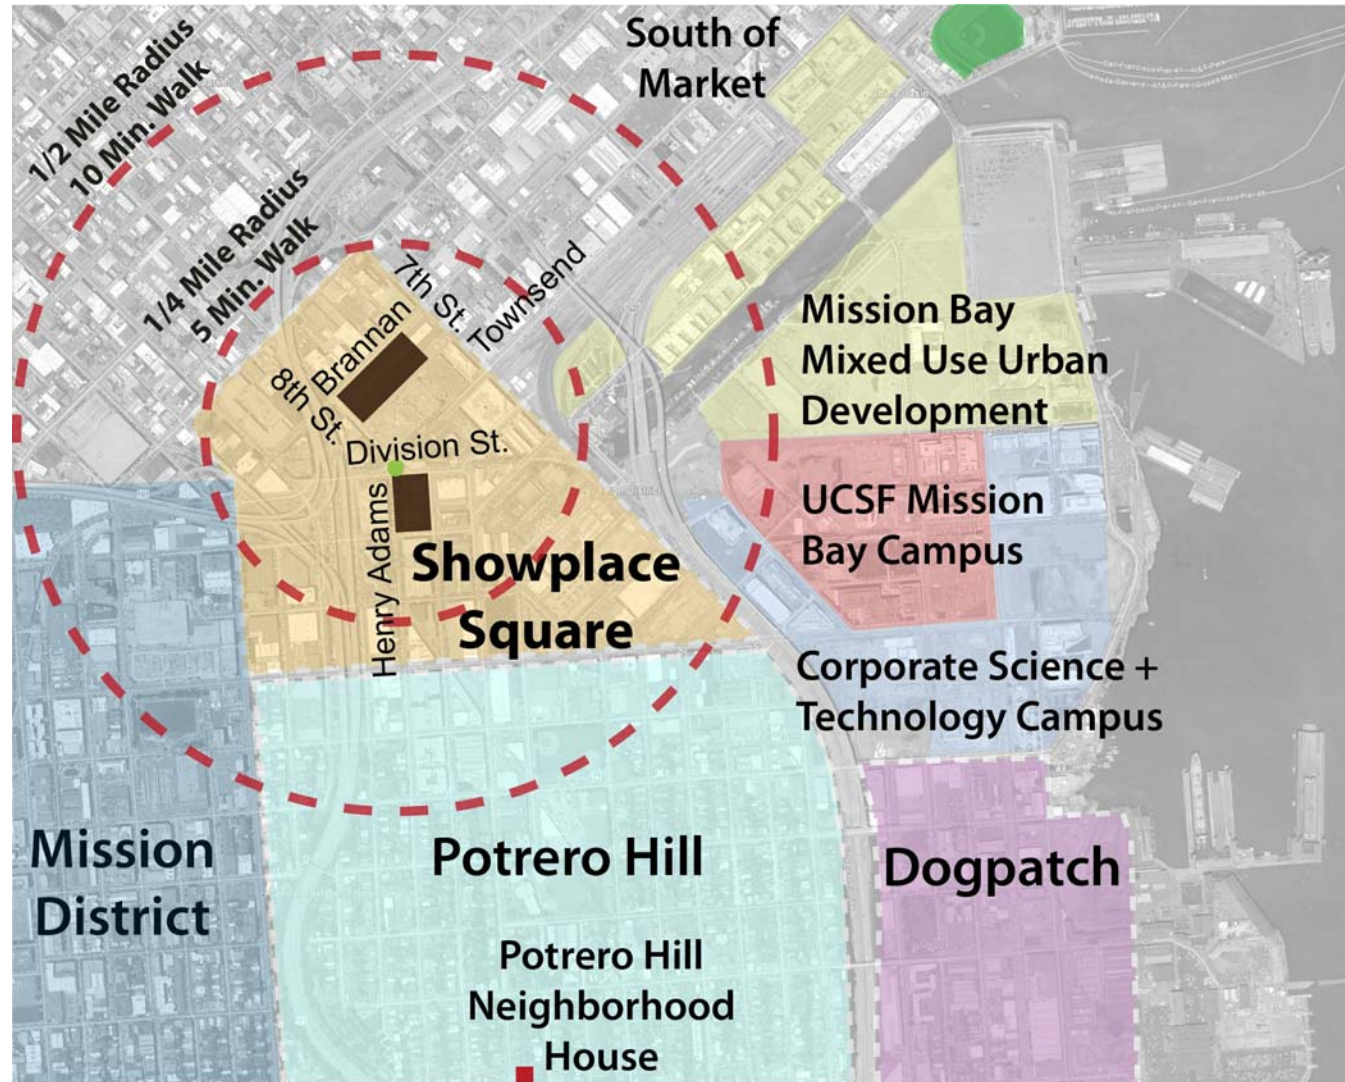 South of
Market
1/2 Mile Radius
10 Min. Walk
1/4 Mile Radius
5 Min. Walk
7th St.
Townsend
Brannan
8th St.
Division St.
Henry Adams
Showplace
Square
Mission Bay
Mixed Use Urban
Development
UCSF Mission
Bay Campus
Corporate Science +
Technology Campus
Mission
District
Potrero Hill
Dogpatch
Potrero Hill
Neighborhood
House